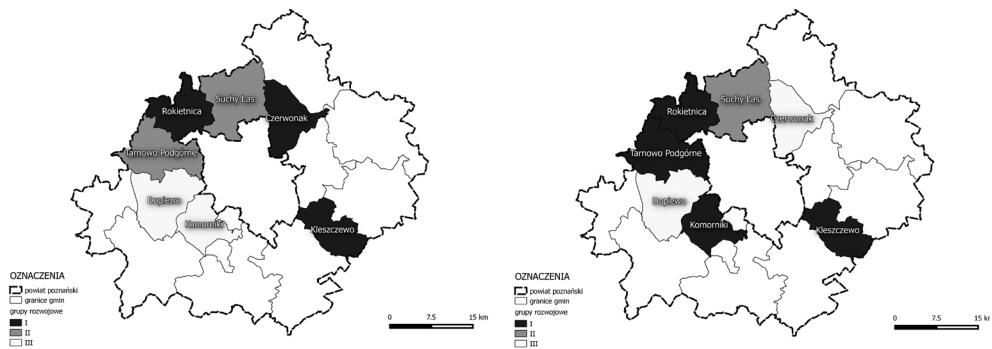 Suchy Las
Rokietnica
Czerwonak
Tarnowo Podgórne
Dopiewo
Komorniki
Kleszczewo
OZNACZENIA
powiat poznański
granice gmin
grupy rozwojowe
I
II
III
0 7.5 15 km
Suchy Las
Rokietnica
Czerwonak
Tarnowo Podgórne
Dopiewo
Komorniki
Kleszczewo
OZNACZENIA
powiat poznański
granice gmin
grupy rozwojowe
I
II
III
0 7.5 15 km